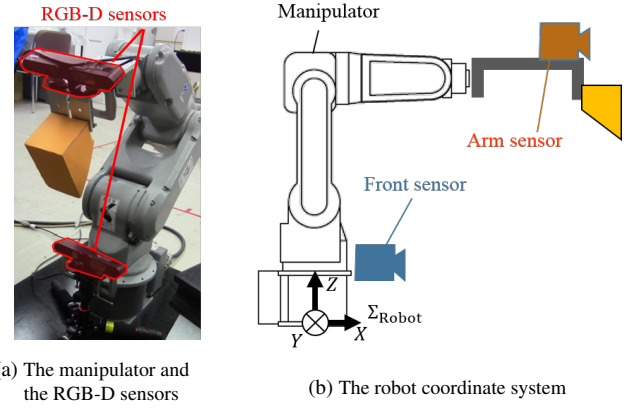 RGB-D sensors
Manipulator
Arm sensor
Front sensor
Z
Σ_Robot
Y
X
(a) The manipulator and
the RGB-D sensors
(b) The robot coordinate system